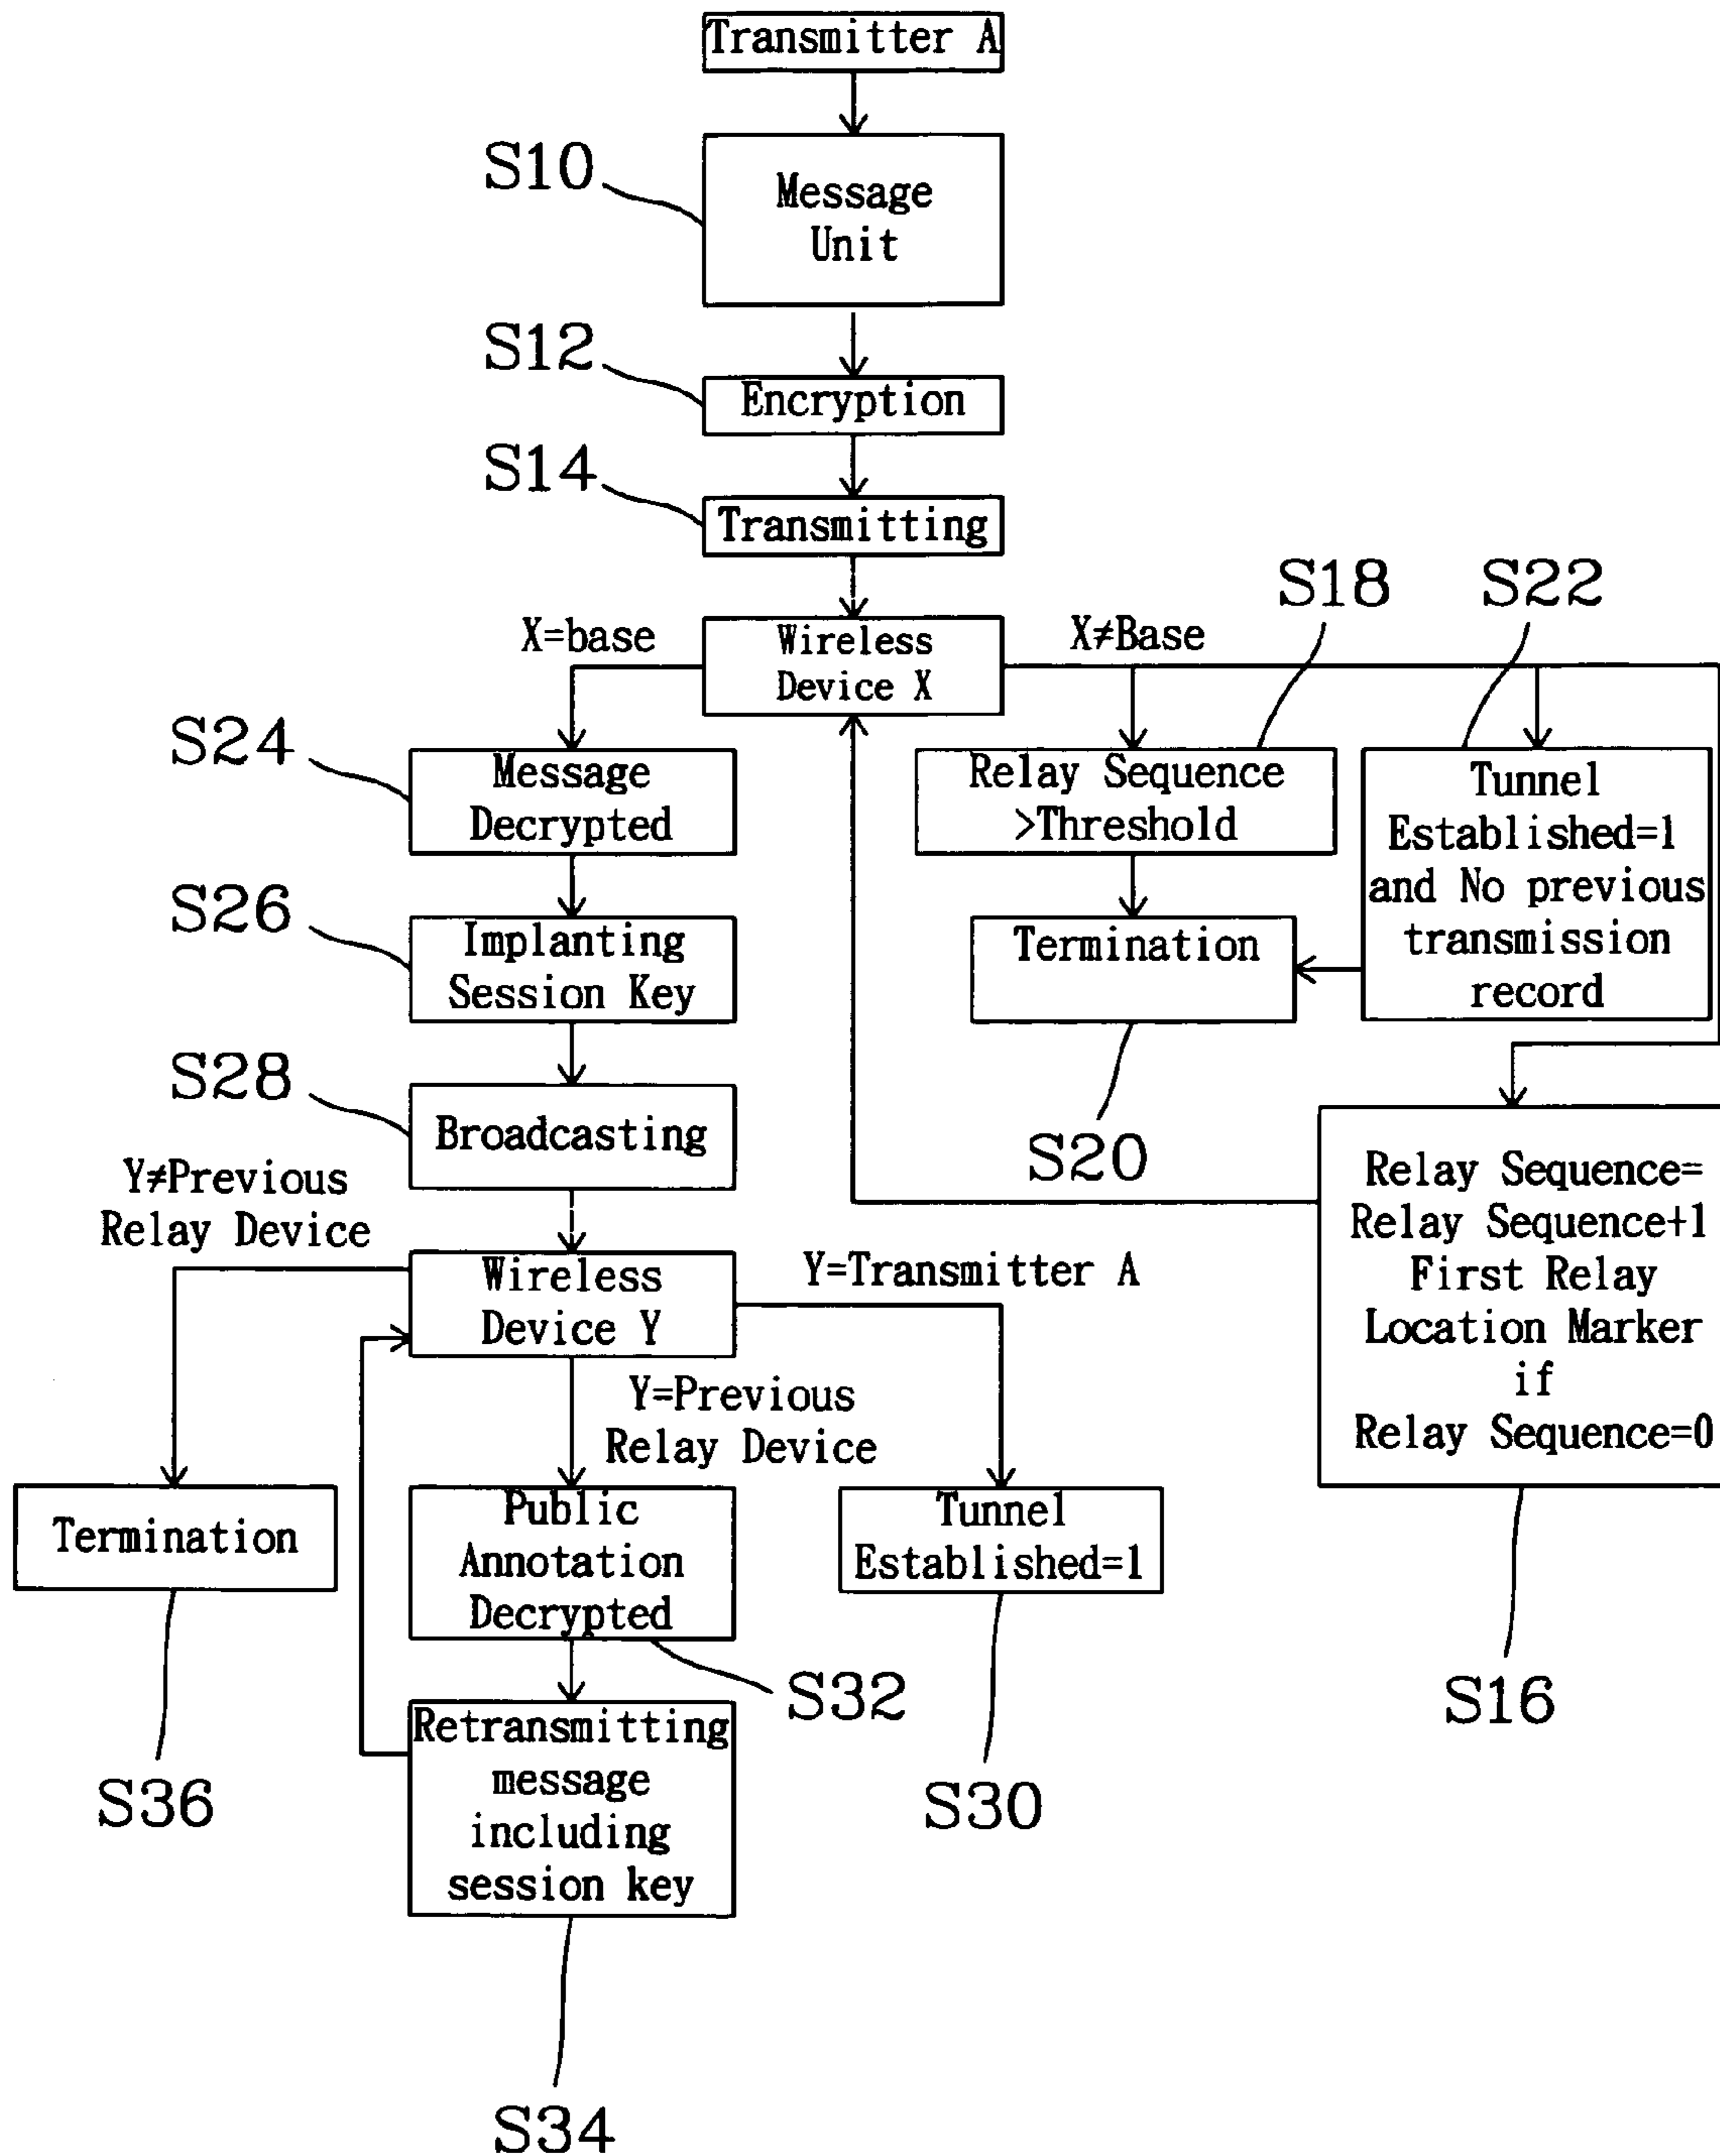 Transmitter A
S10
Message
Unit
S12
Encryption
S14
Transmitting
S18
S22
X=base
Wireless
Device X
X≠Base
S24
Message
Decrypted
Relay Sequence
>Threshold
Tunnel
Established=1
and No previous
transmission
record
S26
Implanting
Session Key
Termination
S28
Broadcasting
S20
Relay Sequence=
Relay Sequence+1
First Relay
Location Marker
if
Relay Sequence=0
Y≠Previous
Relay Device
Wireless
Device Y
Y=Transmitter A
Y=Previous
Relay Device
Termination
Public
Annotation
Decrypted
Tunnel
Established=1
S32
S16
Retransmitting
message
including
session key
S36
S30
S34